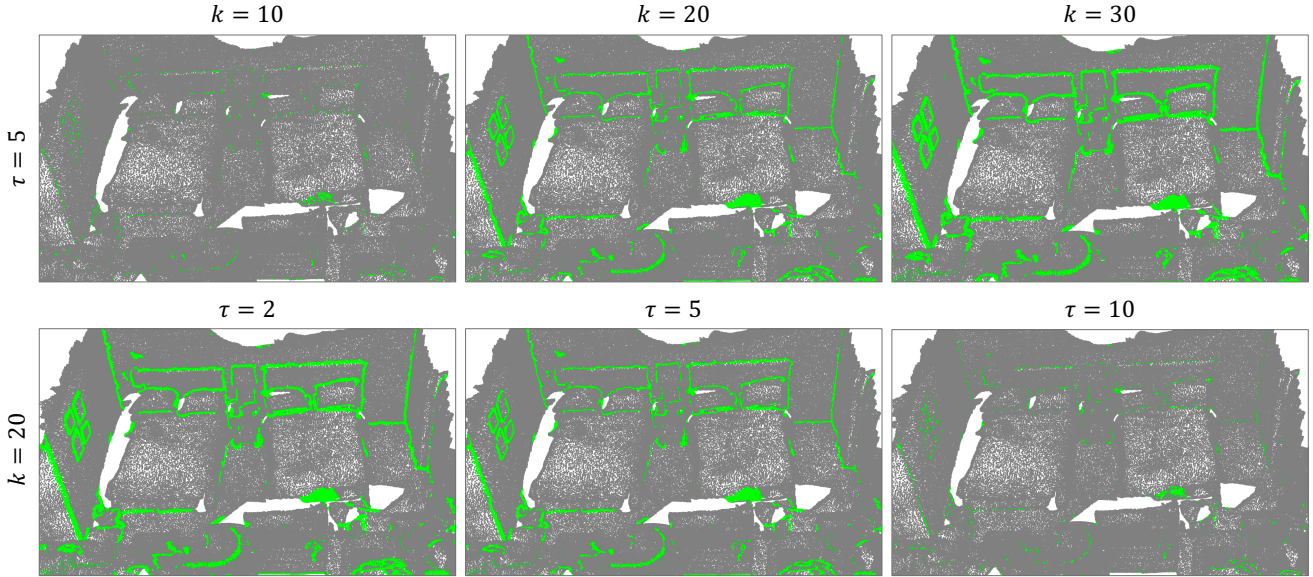 k = 10
k = 20
k = 30
τ = 5
τ = 2
τ = 5
τ = 10
k = 20